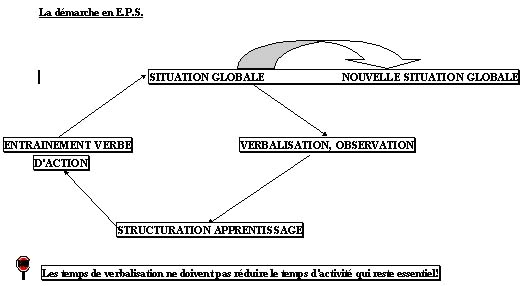 La démarche en E.P.S.
SITUATION GLOBALE NOUVELLE SITUATION GLOBALE
ENTRAINEMENT VERBE
D'ACTION
VERBALISATION, OBSERVATION
STRUCTURATION APPRENTISSAGE
Les temps de verbalisation ne doivent pas réduire le temps d'activité qui reste essentiel!